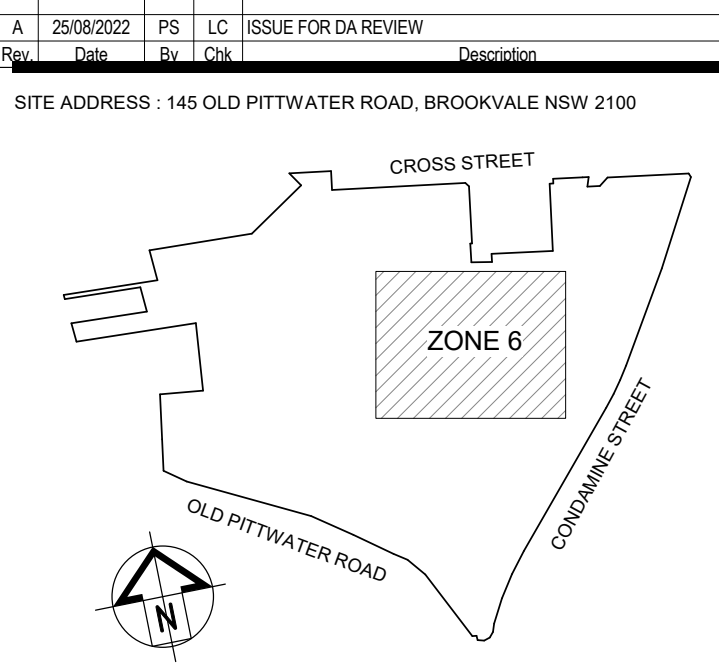 A 25/08/2022 PS LC ISSUE FOR DA REVIEW
Rev. Date By Chk Description
SITE ADDRESS : 145 OLD PITTWATER ROAD, BROOKVALE NSW 2100
CROSS STREET
ZONE 6
CONDAMINE STREET
OLD PITTWATER ROAD
N